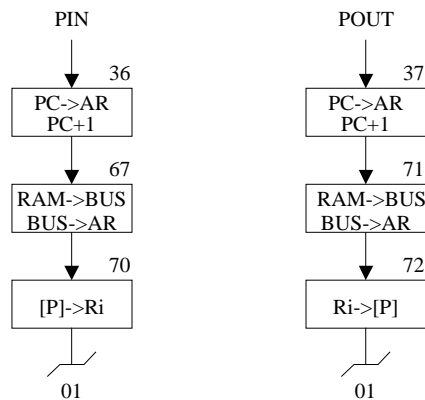 PIN
36
PC->AR
PC+1
67
RAM->BUS
BUS->AR
70
[P]->Ri
01
POUT
37
PC->AR
PC+1
71
RAM->BUS
BUS->AR
72
Ri->[P]
01